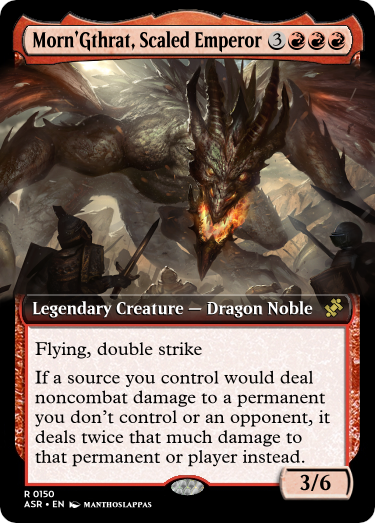 Morn'Gthrat, Scaled Emperor 3
Legendary Creature — Dragon Noble
Flying, double strike
If a source you control would deal
noncombat damage to a permanent
you don't control or an opponent, it
deals twice that much damage to
that permanent or player instead.
3/6
R 0150
ASR • EN MANTHOSLAPPAS